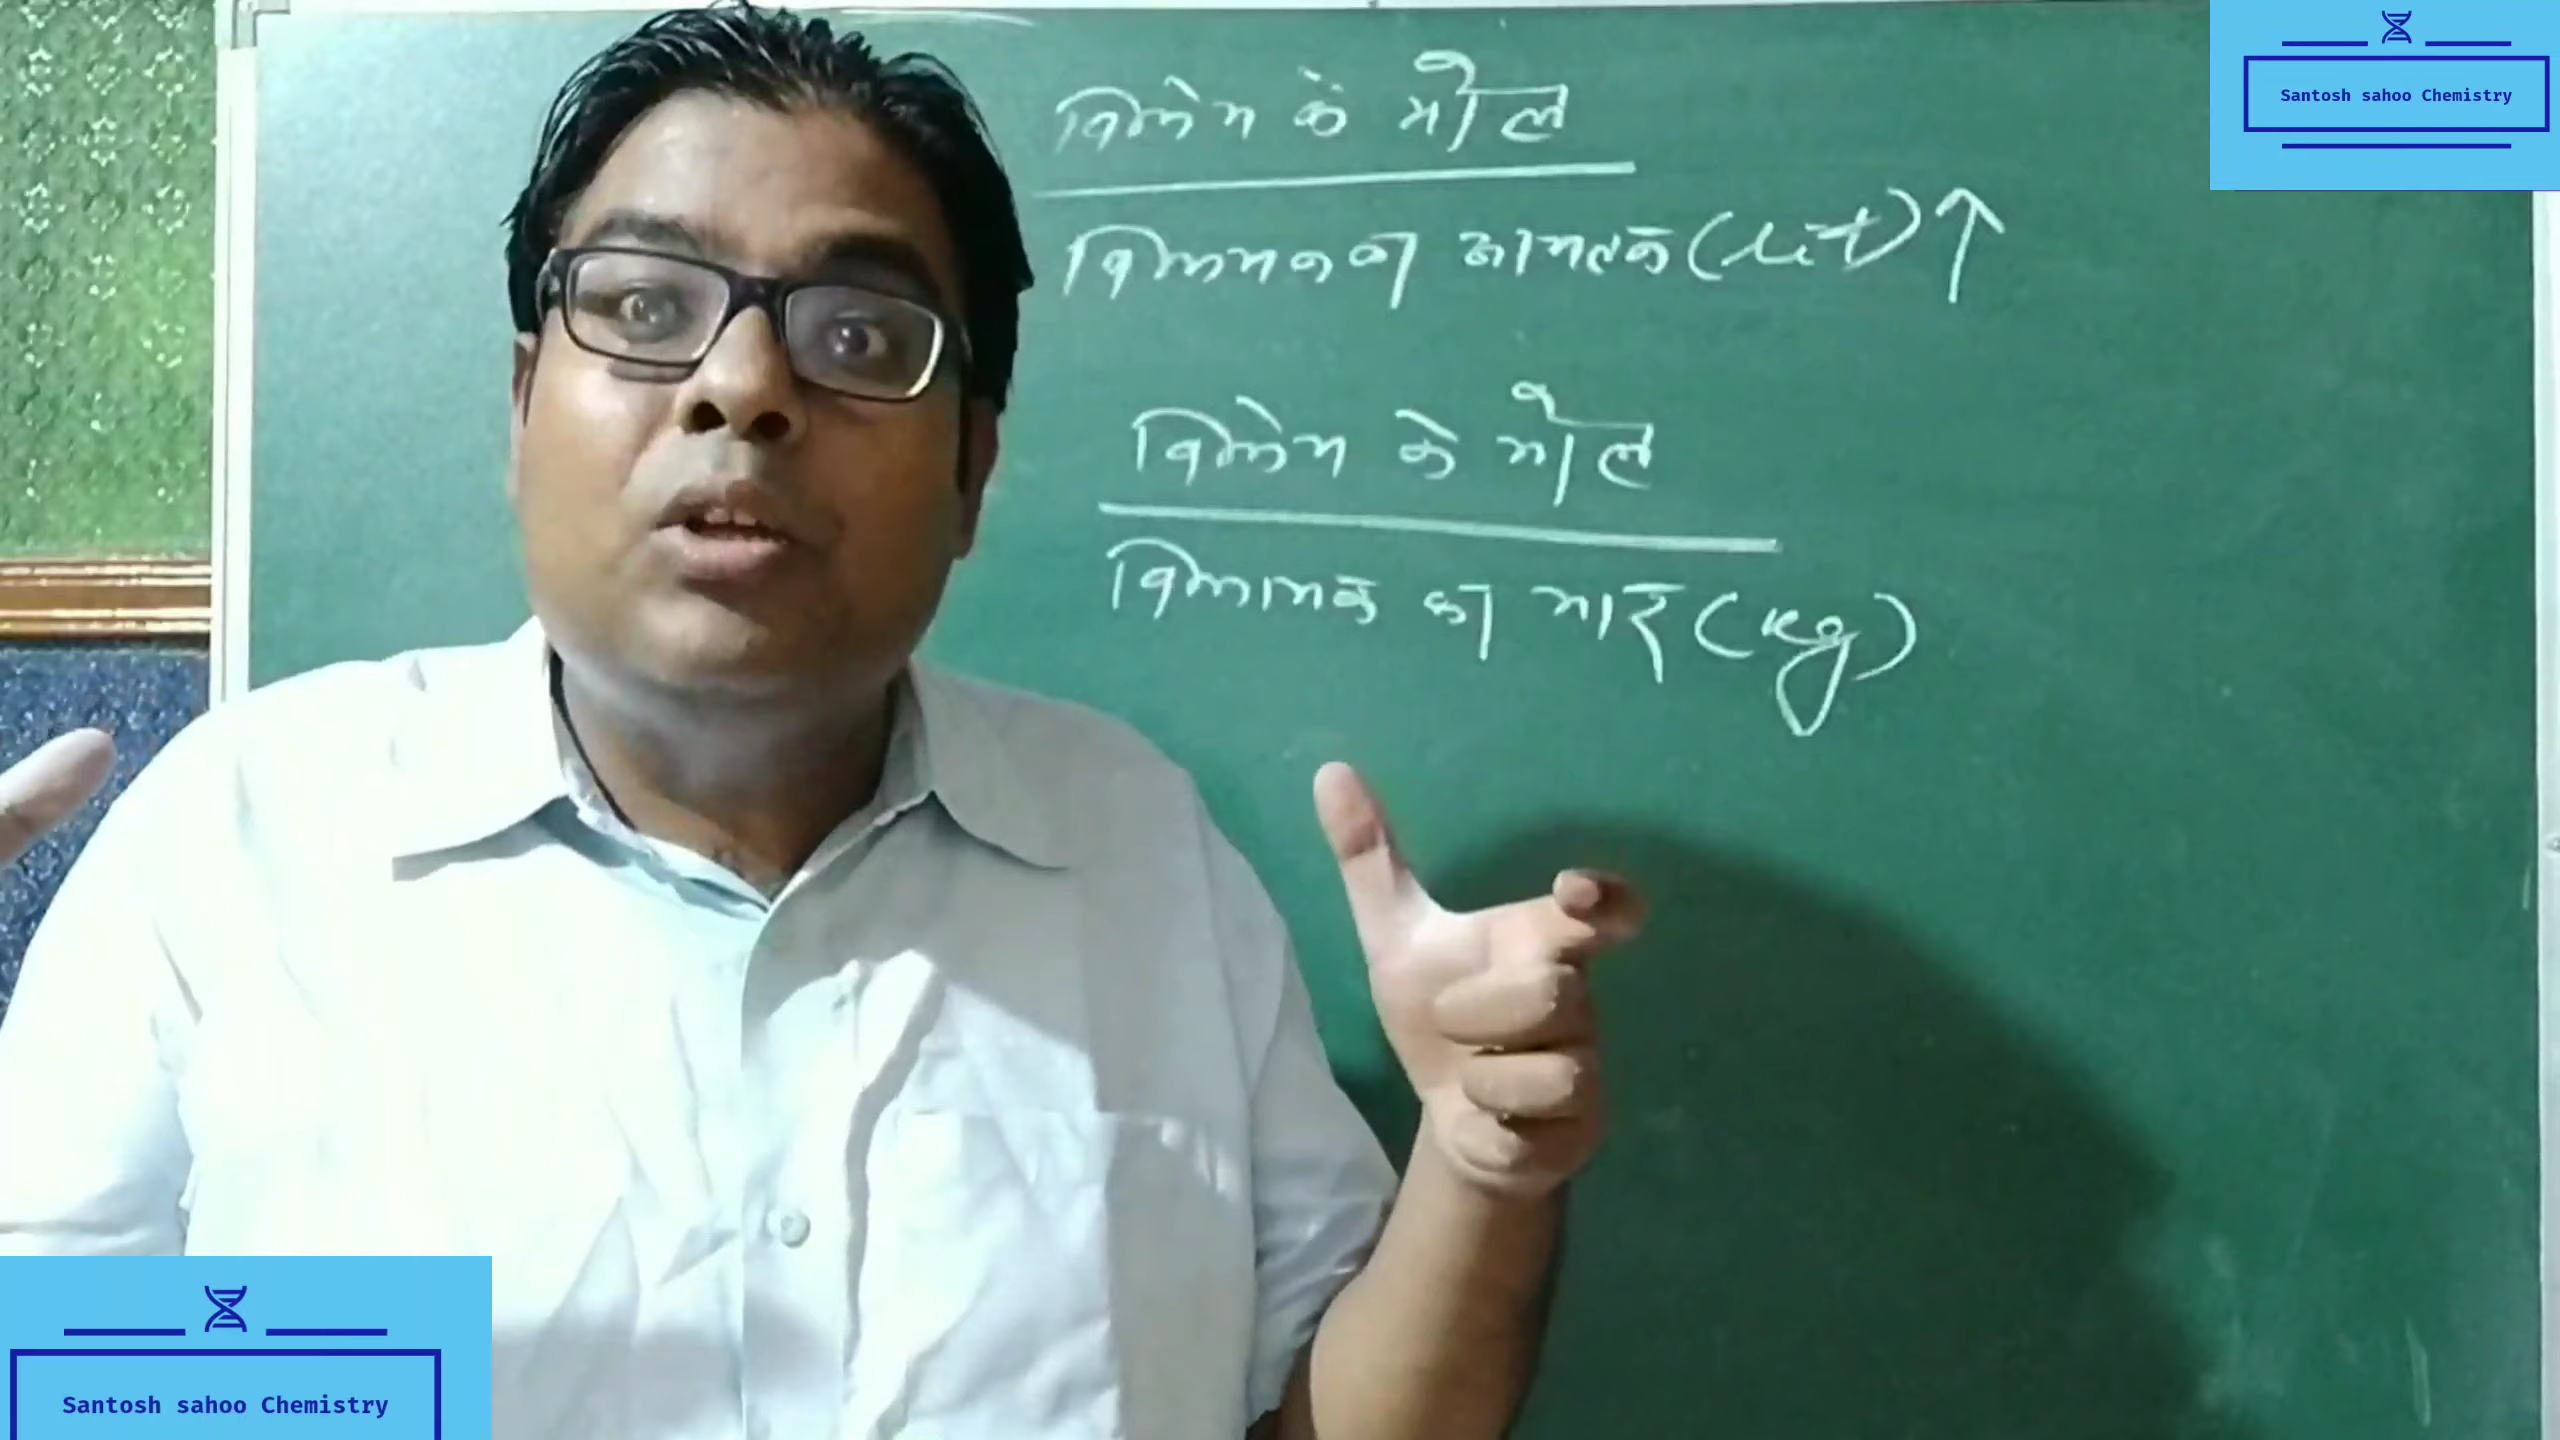 विलेय के मोल
विलयन का आयतन (Lit) ↑
विलेय के मोल
विलायक का भार (Kg)
Santosh sahoo Chemistry
Santosh sahoo Chemistry